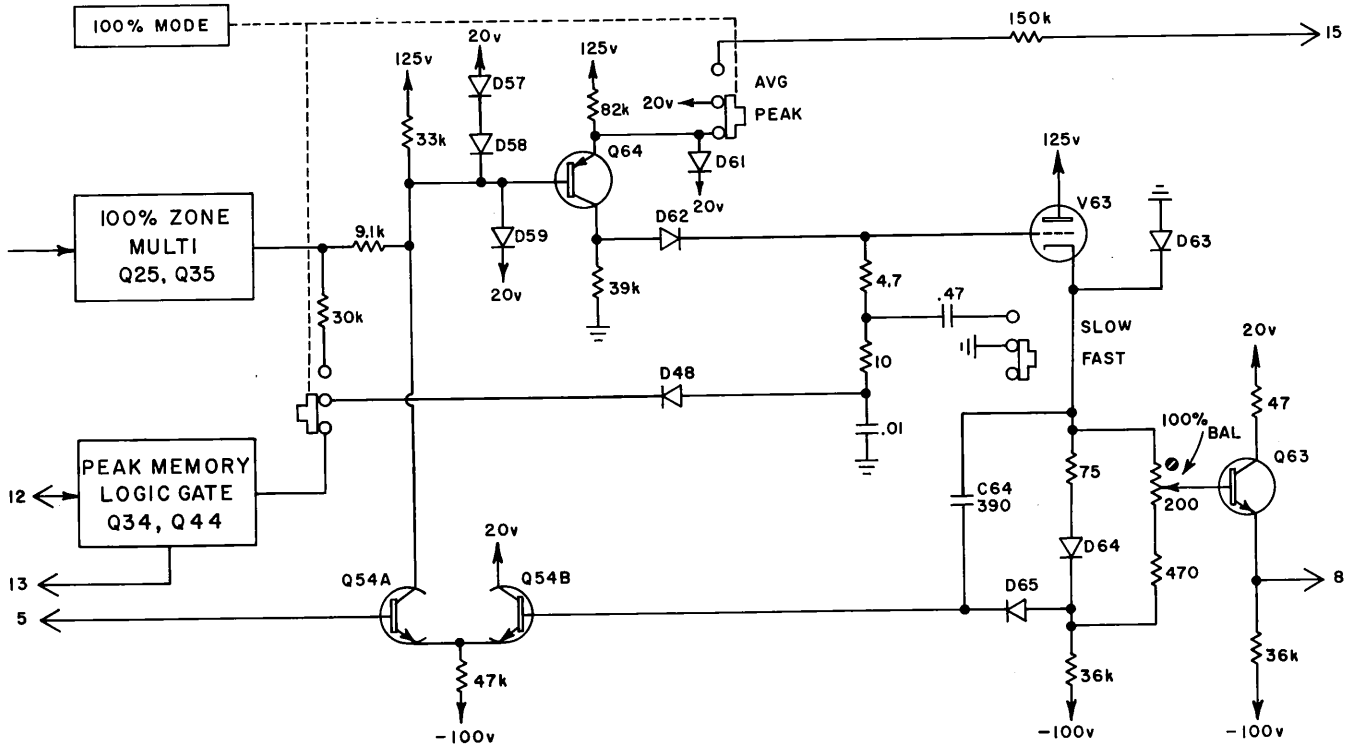 100% MODE
150k
15
20v
125v
125v
D57
AVG
20v
PEAK
82k
33k
D58
Q64
D61
125v
V63
20v
100% ZONE
MULTI
Q25, Q35
9.1k
D59
D62
D63
20v
39k
4.7
.47
30k
SLOW
FAST
20v
10
D48
47
.01
100%
BAL
PEAK MEMORY
LOGIC GATE
Q34, Q44
12
Q63
75
200
C64
390
20v
D64
13
Q54A
Q54B
D65
470
8
5
47k
36k
36k
-100v
-100v
-100v